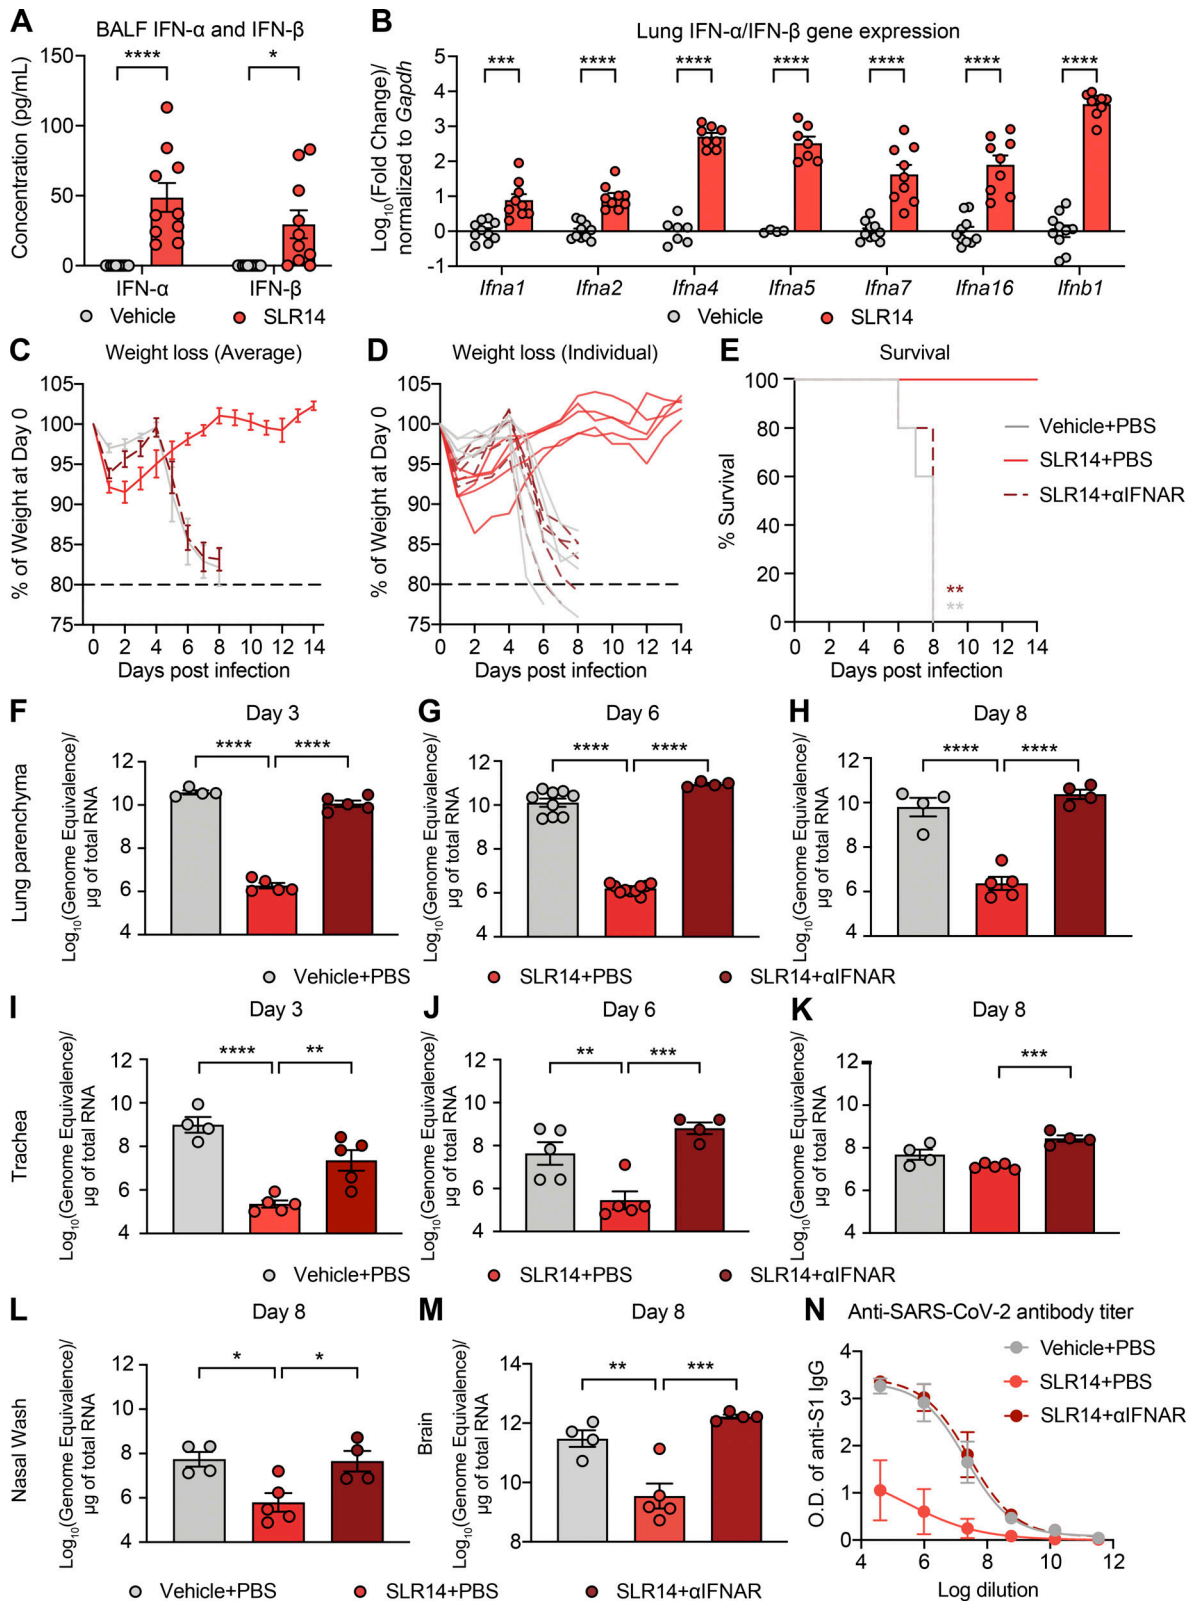 A
BALF IFN-α and IFN-β
Concentration (pg/mL)
150
100
50
0
****
*
IFN-α
IFN-β
Vehicle
SLR14
B
Lung IFN-α/IFN-β gene expression
Log10(Fold Change)/
normalized to Gapdh
5
4
3
2
1
0
-1
***
****
****
****
****
****
****
Ifna1
Ifna2
Ifna4
Ifna5
Ifna7
Ifna16
Ifnb1
Vehicle
SLR14
C
Weight loss (Average)
% of Weight at Day 0
105
100
95
90
85
80
75
0 2 4 6 8 10 12 14
Days post infection
D
Weight loss (Individual)
% of Weight at Day 0
105
100
95
90
85
80
75
0 2 4 6 8 10 12 14
Days post infection
E
Survival
% Survival
100
80
60
40
20
0
**
**
0 2 4 6 8 10 12 14
Days post infection
Vehicle+PBS
SLR14+PBS
SLR14+αIFNAR
Lung parenchyma
F
Day 3
Log10(Genome Equivalence)/
µg of total RNA
12
10
8
6
4
****
****
G
Day 6
Log10(Genome Equivalence)/
µg of total RNA
12
10
8
6
4
****
****
H
Day 8
Log10(Genome Equivalence)/
µg of total RNA
12
10
8
6
4
****
****
Vehicle+PBS
SLR14+PBS
SLR14+αIFNAR
Trachea
I
Day 3
Log10(Genome Equivalence)/
µg of total RNA
12
10
8
6
4
****
**
J
Day 6
Log10(Genome Equivalence)/
µg of total RNA
12
10
8
6
4
**
***
K
Day 8
Log10(Genome Equivalence)/
µg of total RNA
12
10
8
6
4
***
Vehicle+PBS
SLR14+PBS
SLR14+αIFNAR
L
Day 8
Nasal Wash
Log10(Genome Equivalence)/
µg of total RNA
12
10
8
6
4
*
*
M
Day 8
Brain
Log10(Genome Equivalence)/
µg of total RNA
14
12
10
8
**
***
Vehicle+PBS
SLR14+PBS
SLR14+αIFNAR
N
Anti-SARS-CoV-2 antibody titer
O.D. of anti-S1 IgG
4
3
2
1
0
4 6 8 10 12
Log dilution
Vehicle+PBS
SLR14+PBS
SLR14+αIFNAR